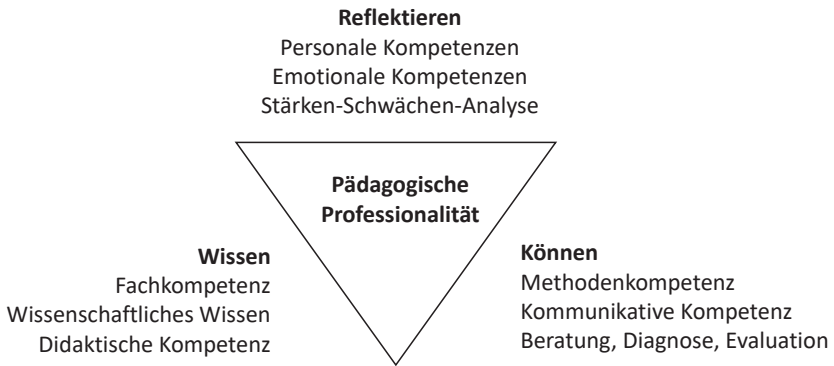 Reflektieren
Personale Kompetenzen
Emotionale Kompetenzen
Stärken-Schwächen-Analyse
Pädagogische
Professionalität
Wissen
Fachkompetenz
Wissenschaftliches Wissen
Didaktische Kompetenz
Können
Methodenkompetenz
Kommunikative Kompetenz
Beratung, Diagnose, Evaluation